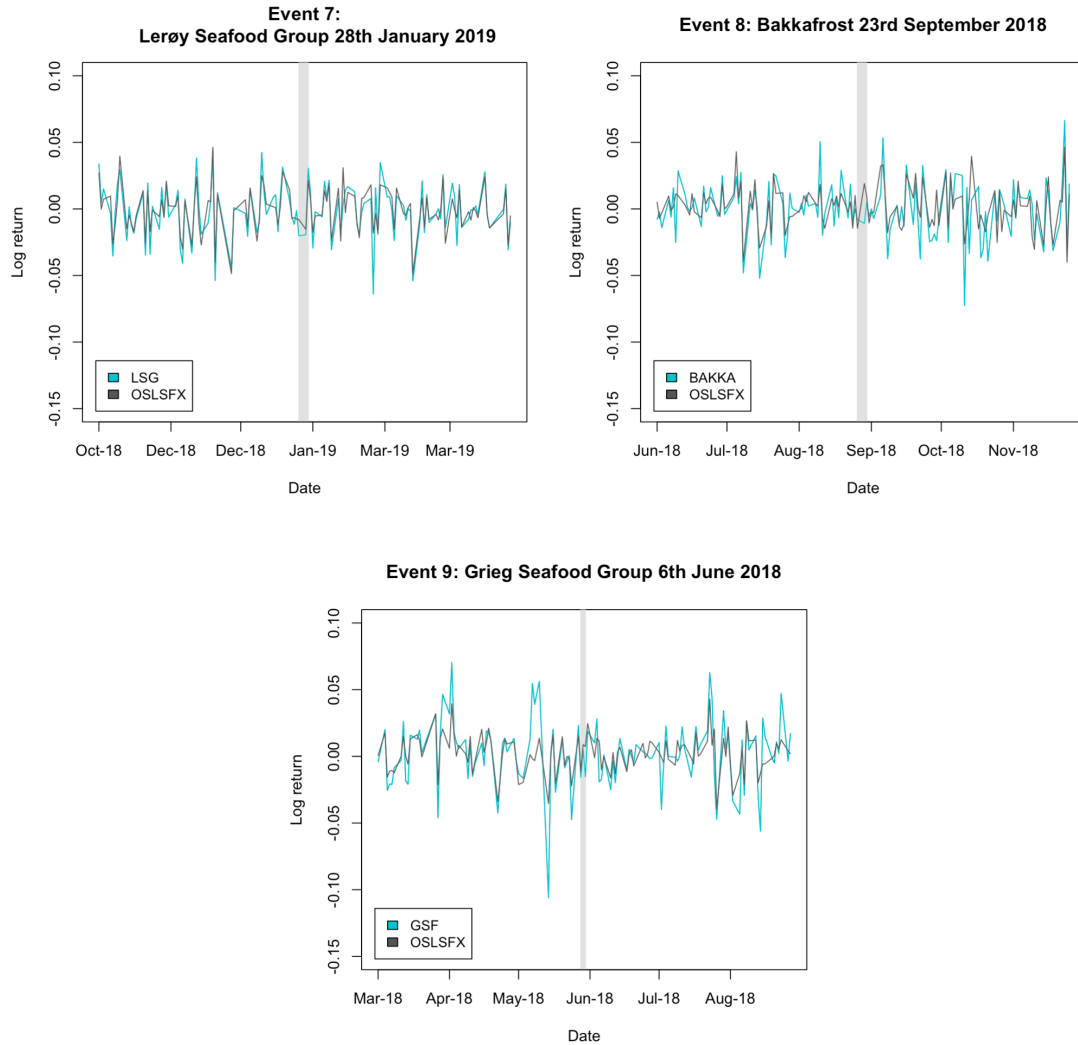 Event 7:
Lerøy Seafood Group 28th January 2019
0.10
0.05
0.00
-0.05
-0.10
-0.15
Log return
LSG
OSLSFX
Oct-18 Dec-18 Dec-18 Jan-19 Mar-19 Mar-19
Date
Event 8: Bakkafrost 23rd September 2018
0.10
0.05
0.00
-0.05
-0.10
-0.15
Log return
BAKKA
OSLSFX
Jun-18 Jul-18 Aug-18 Sep-18 Oct-18 Nov-18
Date
Event 9: Grieg Seafood Group 6th June 2018
0.10
0.05
0.00
-0.05
-0.10
-0.15
Log return
GSF
OSLSFX
Mar-18 Apr-18 May-18 Jun-18 Jul-18 Aug-18
Date